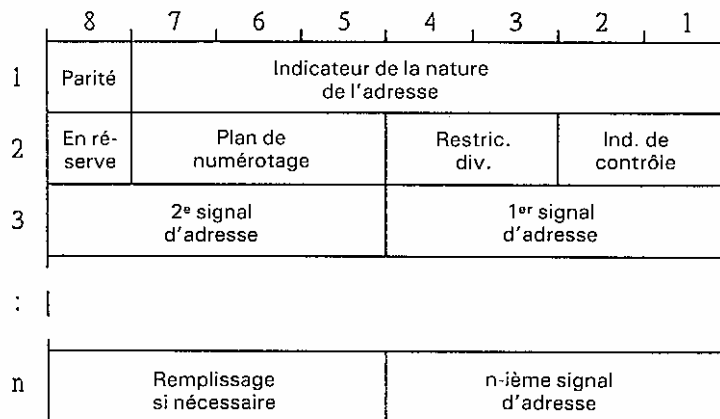 8 7 6 5 4 3 2 1
1
Parité
Indicateur de la nature
de l'adresse
2
En ré-
serve
Plan de
numérotage
Restric.
div.
Ind. de
contrôle
3
2e signal
d'adresse
1er signal
d'adresse
:
n
Remplissage
si nécessaire
n-ième signal
d'adresse